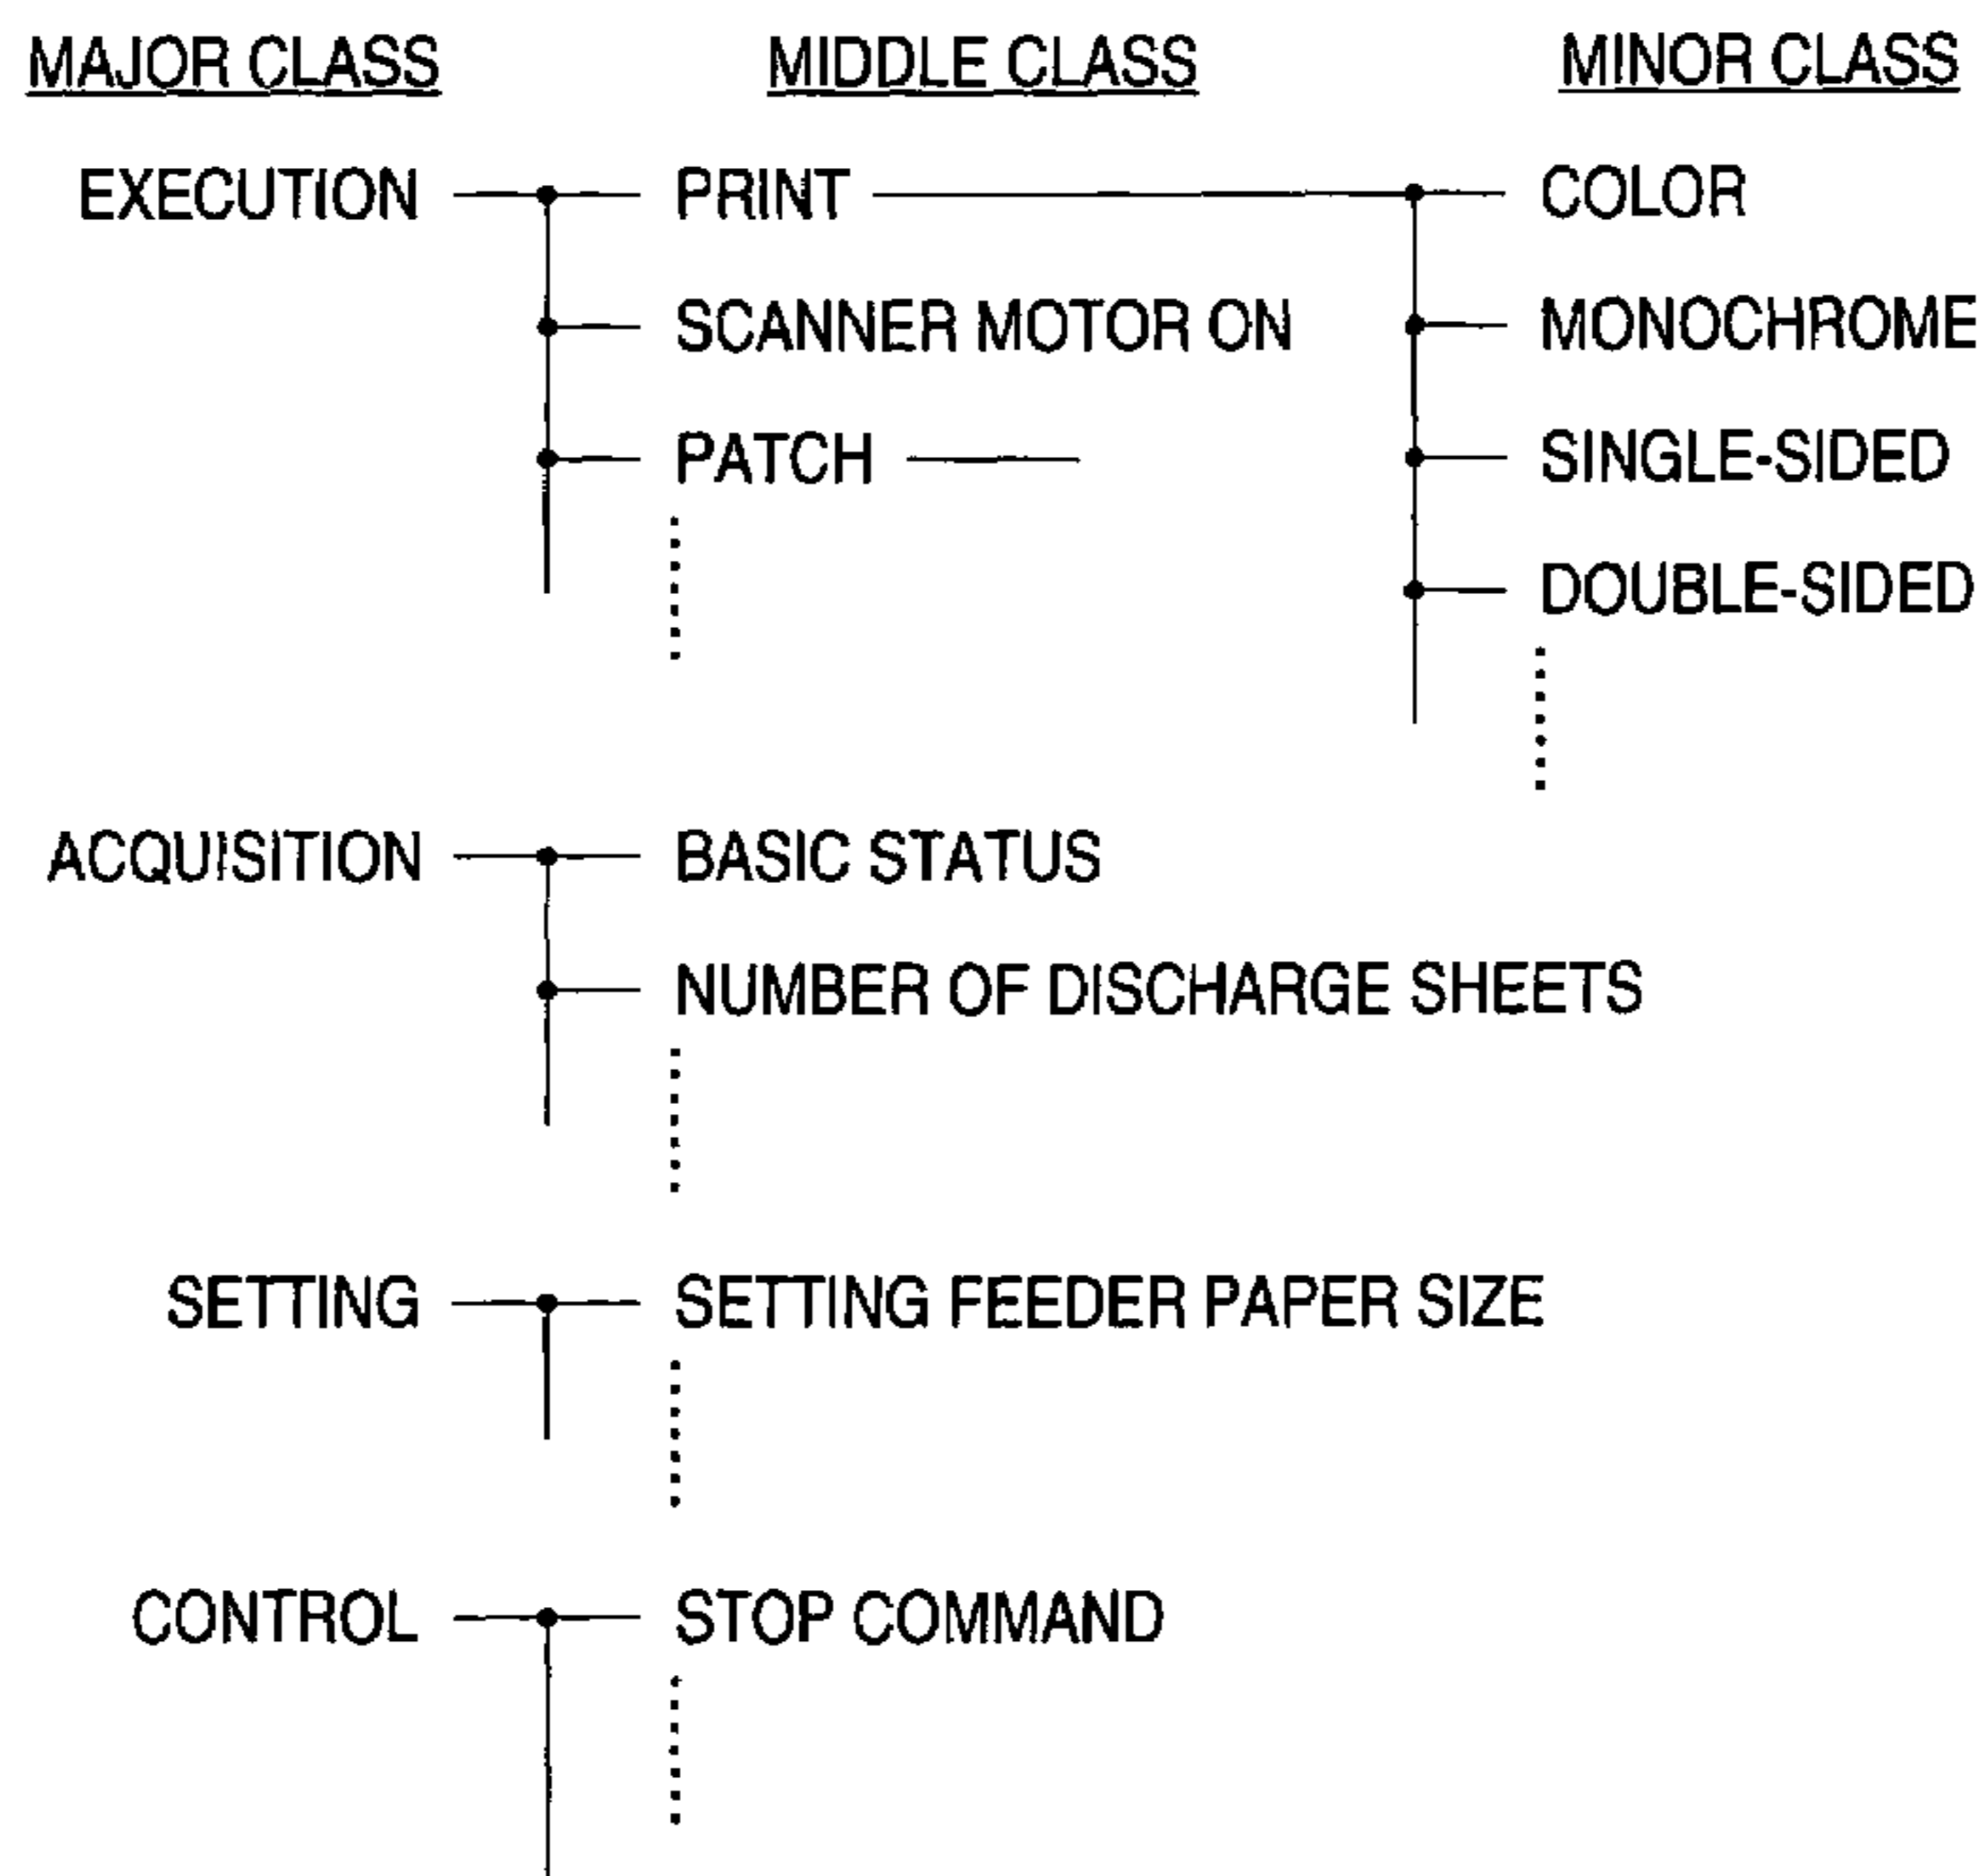 MAJOR CLASS MIDDLE CLASS MINOR CLASS
EXECUTION PRINT COLOR
SCANNER MOTOR ON MONOCHROME
PATCH SINGLE-SIDED
DOUBLE-SIDED
ACQUISITION BASIC STATUS
NUMBER OF DISCHARGE SHEETS
SETTING SETTING FEEDER PAPER SIZE
CONTROL STOP COMMAND